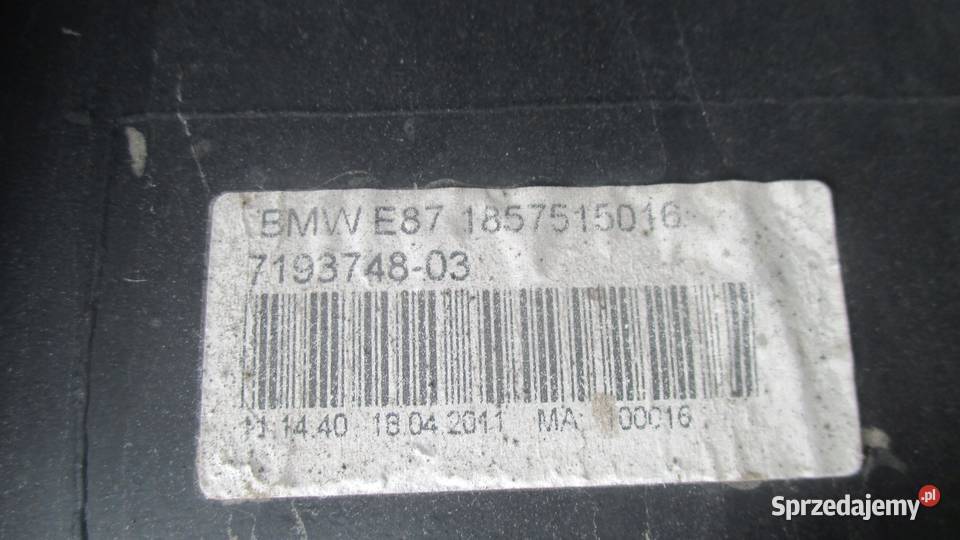 BMW E87 1857515016
7193748-03
11.14.40 18.04.2011 MA 00016
Sprzedajemy.pl